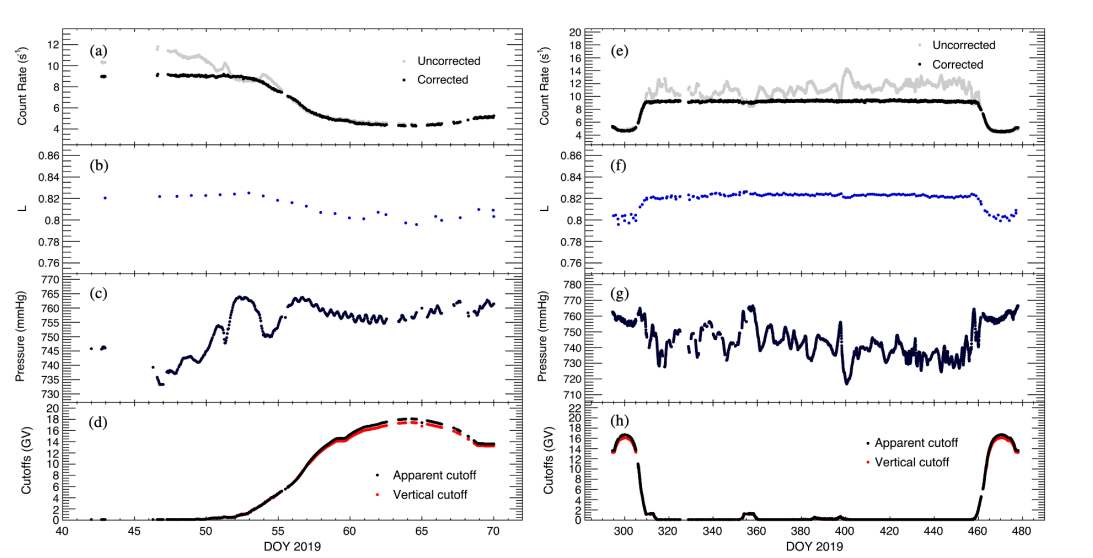 (a)
Uncorrected
Corrected
Count Rate (s⁻¹)
12
10
8
6
4
(b)
L
0.86
0.84
0.82
0.8
0.78
0.76
(c)
Pressure (mmHg)
770
765
760
755
750
745
740
735
730
(d)
Cutoffs (GV)
20
18
16
14
12
10
8
6
4
2
0
Apparent cutoff
Vertical cutoff
40 45 50 55 60 65 70
DOY 2019
(e)
Uncorrected
Corrected
Count Rate (s⁻¹)
20
18
16
14
12
10
8
6
4
(f)
L
0.86
0.84
0.82
0.8
0.78
0.76
(g)
Pressure (mmHg)
780
770
760
750
740
730
720
710
(h)
Cutoffs (GV)
22
20
18
16
14
12
10
8
6
4
2
0
Apparent cutoff
Vertical cutoff
300 320 340 360 380 400 420 440 460 480
DOY 2019